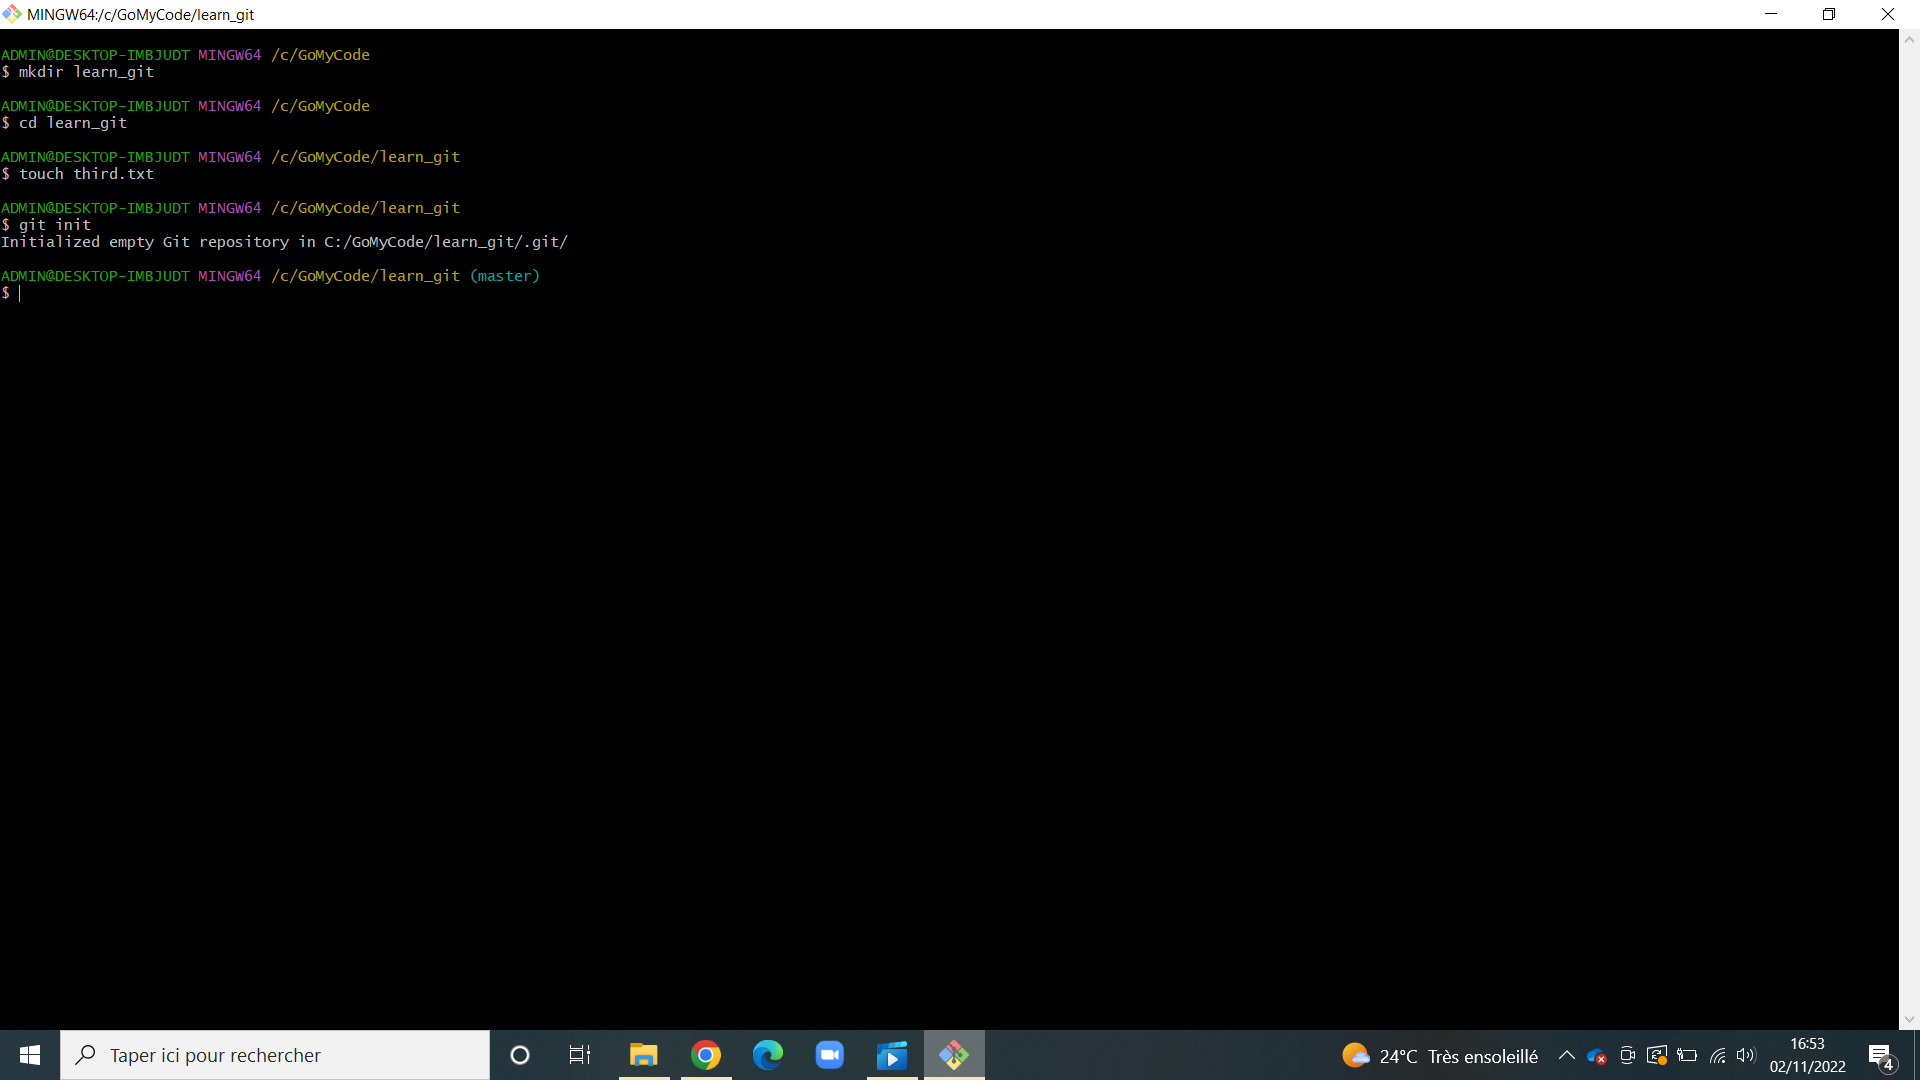 MINGW64:/c/GoMyCode/learn_git
ADMIN@DESKTOP-IMBJUDT MINGW64 /c/GoMyCode
$ mkdir learn_git
ADMIN@DESKTOP-IMBJUDT MINGW64 /c/GoMyCode
$ cd learn_git
ADMIN@DESKTOP-IMBJUDT MINGW64 /c/GoMyCode/learn_git
$ touch third.txt
ADMIN@DESKTOP-IMBJUDT MINGW64 /c/GoMyCode/learn_git
$ git init
Initialized empty Git repository in C:/GoMyCode/learn_git/.git/
ADMIN@DESKTOP-IMBJUDT MINGW64 /c/GoMyCode/learn_git (master)
$
Taper ici pour rechercher
24°C Très ensoleillé
16:53
02/11/2022
4